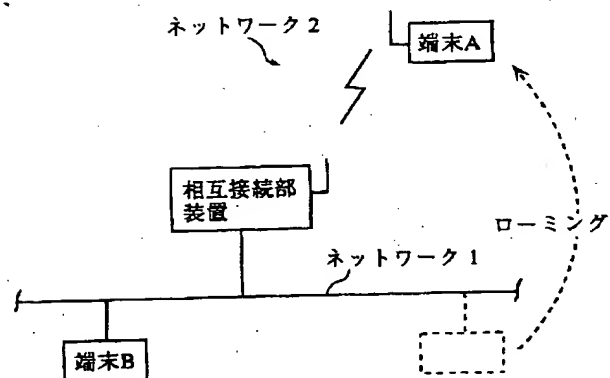 ネットワーク2
端末A
相互接続部
装置
ローミング
ネットワーク1
端末B